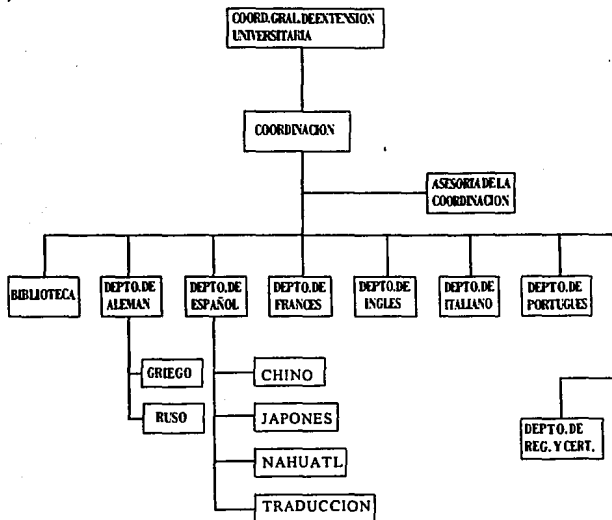 COORD. GRAL. DE EXTENSION
UNIVERSITARIA
COORDINACION
ASESORIA DE LA
COORDINACION
BIBLIOTECA
DEPTO. DE
ALEMAN
DEPTO. DE
ESPAÑOL
DEPTO. DE
FRANCES
DEPTO. DE
INGLES
DEPTO. DE
ITALIANO
DEPTO. DE
PORTUGUES
GRIEGO
RUSO
CHINO
JAPONES
NAHUATL
TRADUCCION
DEPTO. DE
REG. Y CERT.